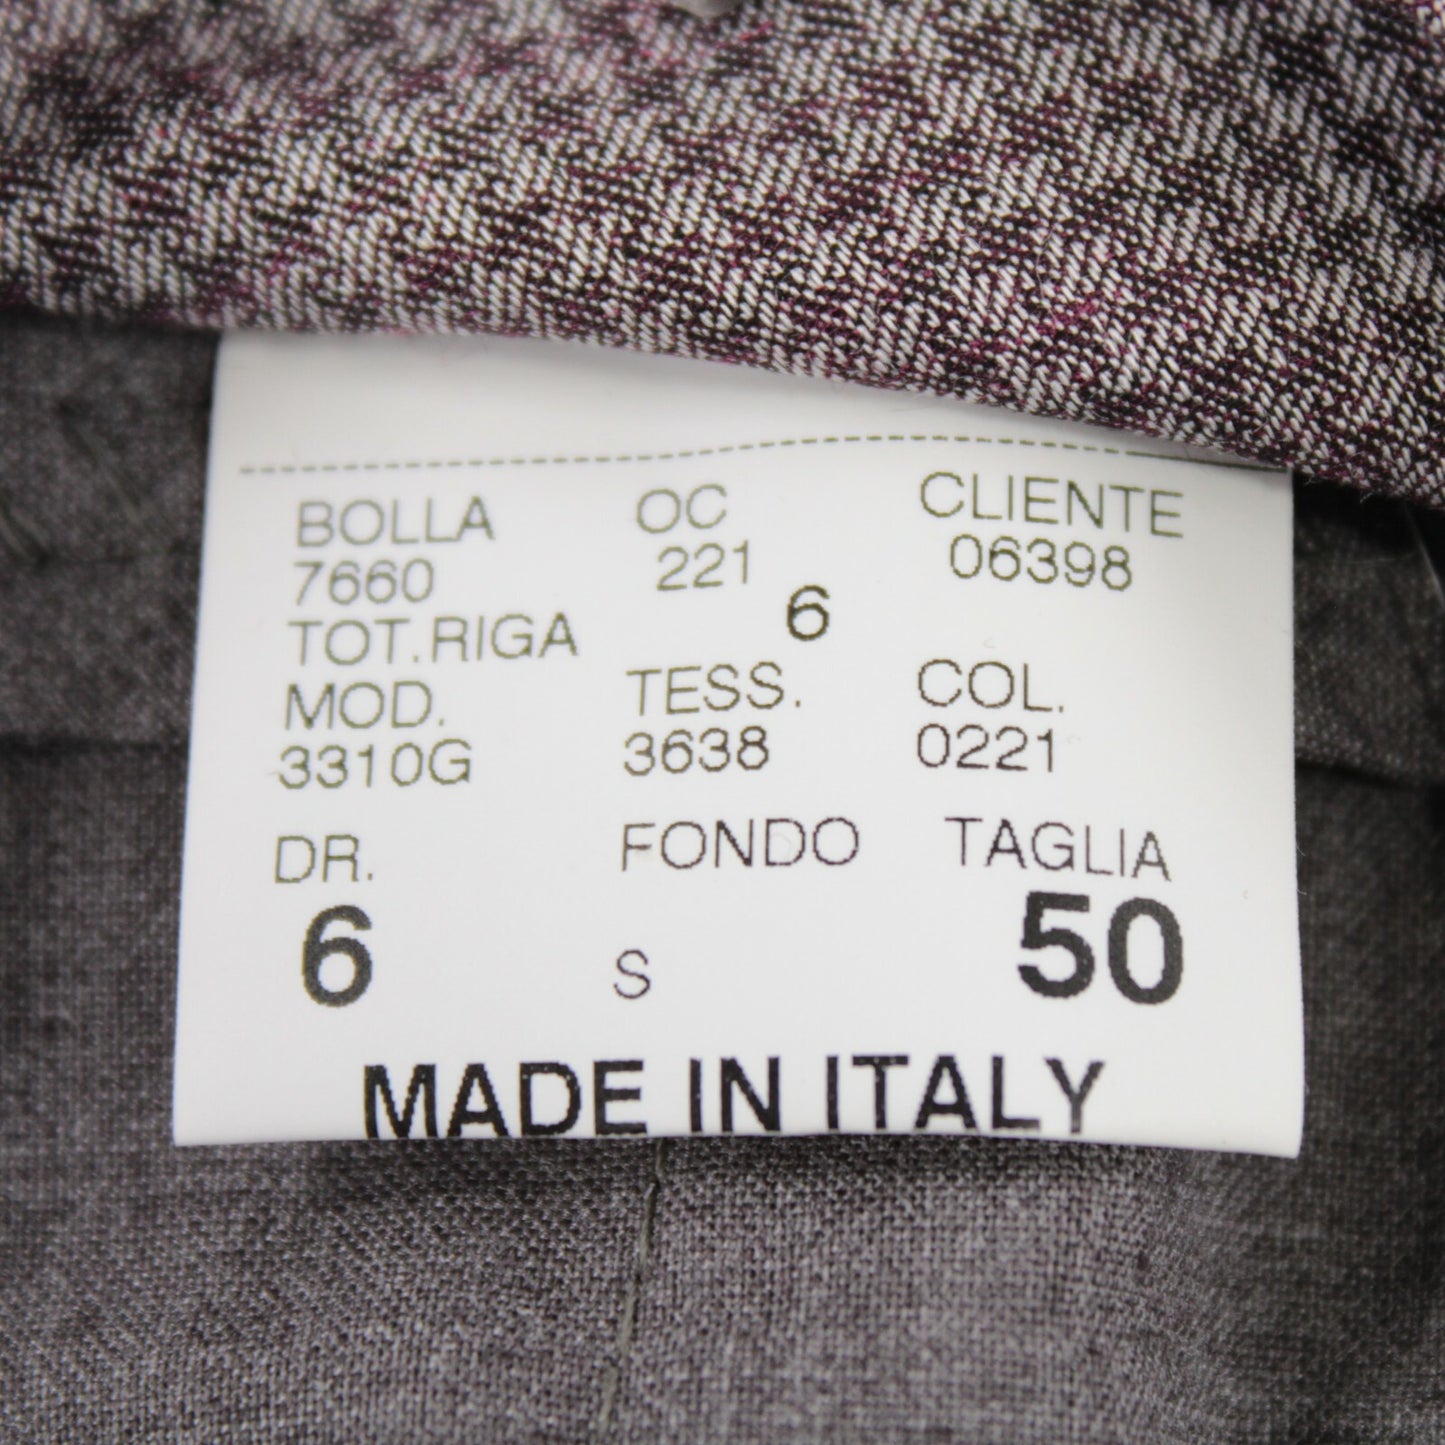 BOLLA OC CLIENTE
7660 221 06398
TOT.RIGA 6
MOD. TESS. COL.
3310G 3638 0221
DR. FONDO TAGLIA
6 S 50
MADE IN ITALY